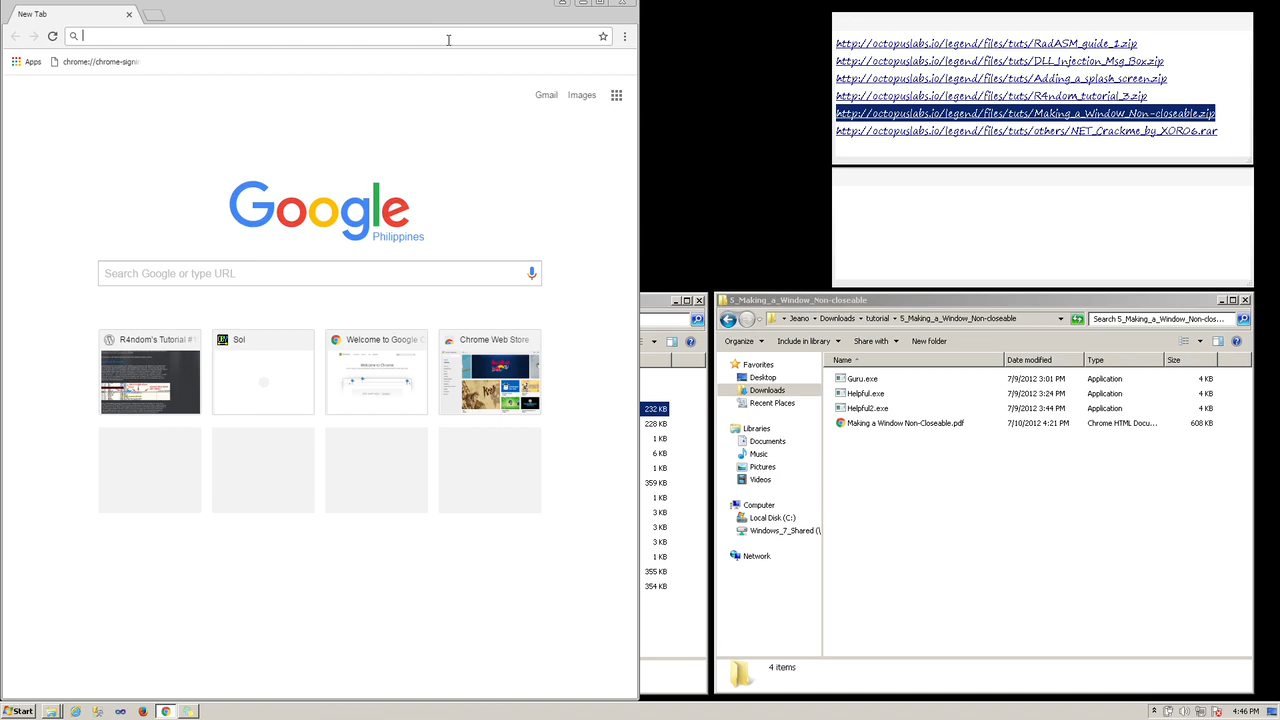 New Tab
Apps
chrome://chrome-signi
Gmail
Images
Google
Philippines
Search Google or type URL
R4ndom's Tutorial #
Sol
Welcome to Google C
Chrome Web Store
http://octopuslabs.io/legend/files/tuts/RadASM_guide_1.zip
http://octopuslabs.io/legend/files/tuts/DLL_Injection_Msg_Box.zip
http://octopuslabs.io/legend/files/tuts/Adding_a_splash_screen.zip
http://octopuslabs.io/legend/files/tuts/R4ndom_tutorial_3.zip
http://octopuslabs.io/legend/files/tuts/Making_a_Window_Non-closeable.zip
http://octopuslabs.io/legend/files/tuts/others/NET_Crackme_by_XOR06.rar
232 KB
228 KB
1 KB
6 KB
1 KB
359 KB
1 KB
3 KB
3 KB
3 KB
1 KB
355 KB
354 KB
5_Making_a_Window_Non-closeable
Jeano Downloads tutorial 5_Making_a_Window_Non-closeable
Search 5_Making_a_Window_Non-clos...
Organize Include in library Share with New folder
Favorites
Desktop
Downloads
Recent Places
Libraries
Documents
Music
Pictures
Videos
Computer
Local Disk (C:)
Windows_7_Shared (\
Network
Name Date modified Type Size
Guru.exe 7/9/2012 3:01 PM Application 4 KB
Helpful.exe 7/9/2012 3:24 PM Application 4 KB
Helpful2.exe 7/9/2012 3:44 PM Application 4 KB
Making a Window Non-Closeable.pdf 7/10/2012 4:21 PM Chrome HTML Docu... 608 KB
4 items
Start
4:46 PM